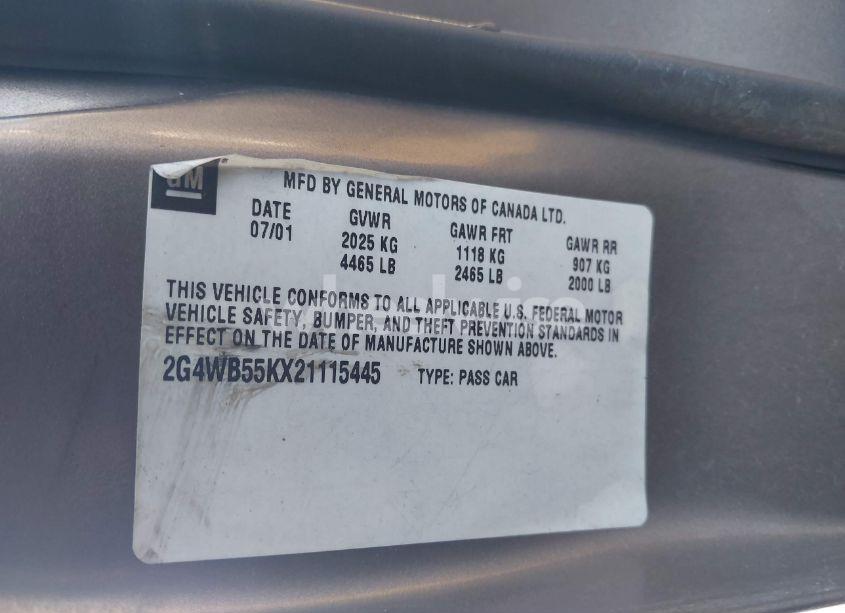 GM
MFD BY GENERAL MOTORS OF CANADA LTD.
DATE GVWR GAWR FRT GAWR RR
07/01 2025 KG 1118 KG 907 KG
4465 LB 2465 LB 2000 LB
THIS VEHICLE CONFORMS TO ALL APPLICABLE U.S. FEDERAL MOTOR
VEHICLE SAFETY, BUMPER, AND THEFT PREVENTION STANDARDS IN
EFFECT ON THE DATE OF MANUFACTURE SHOWN ABOVE.
2G4WB55KX21115445 TYPE: PASS CAR